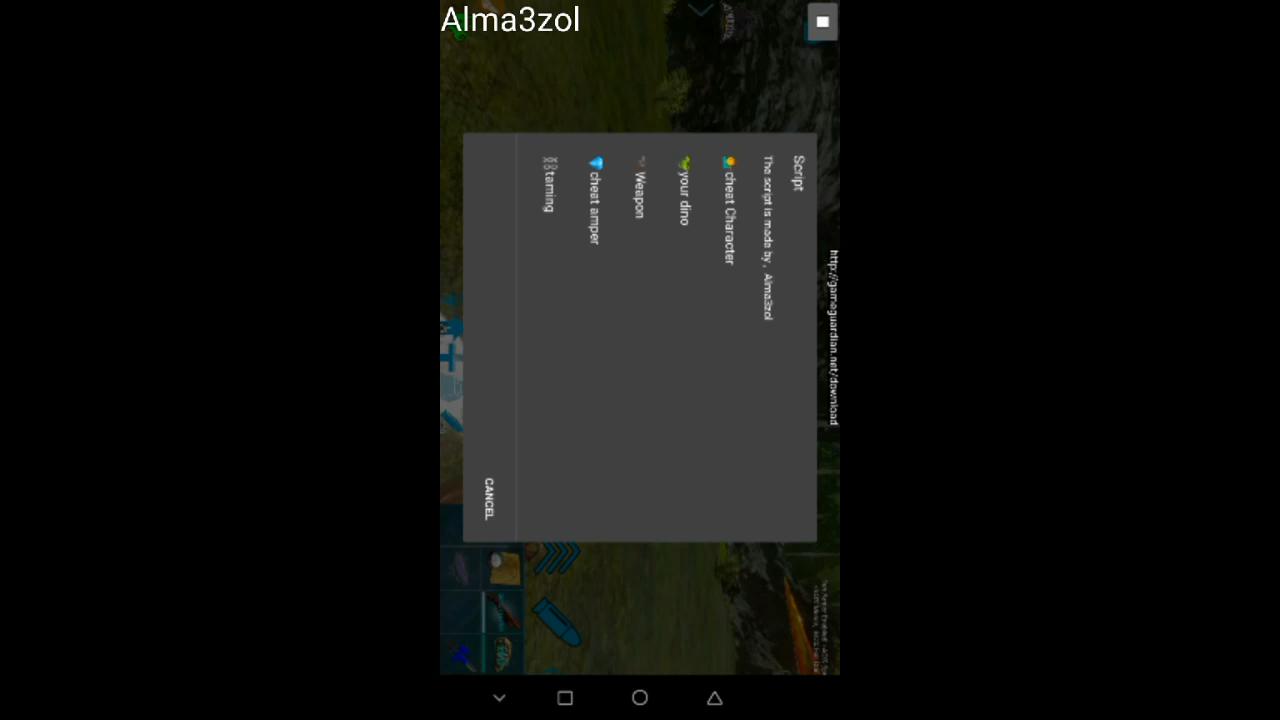 Alma3zol
http://gameguardian.net/download
Script
The script is made by , Alma3zol
cheat Character
your dino
Weapon
cheat amper
taming
CANCEL